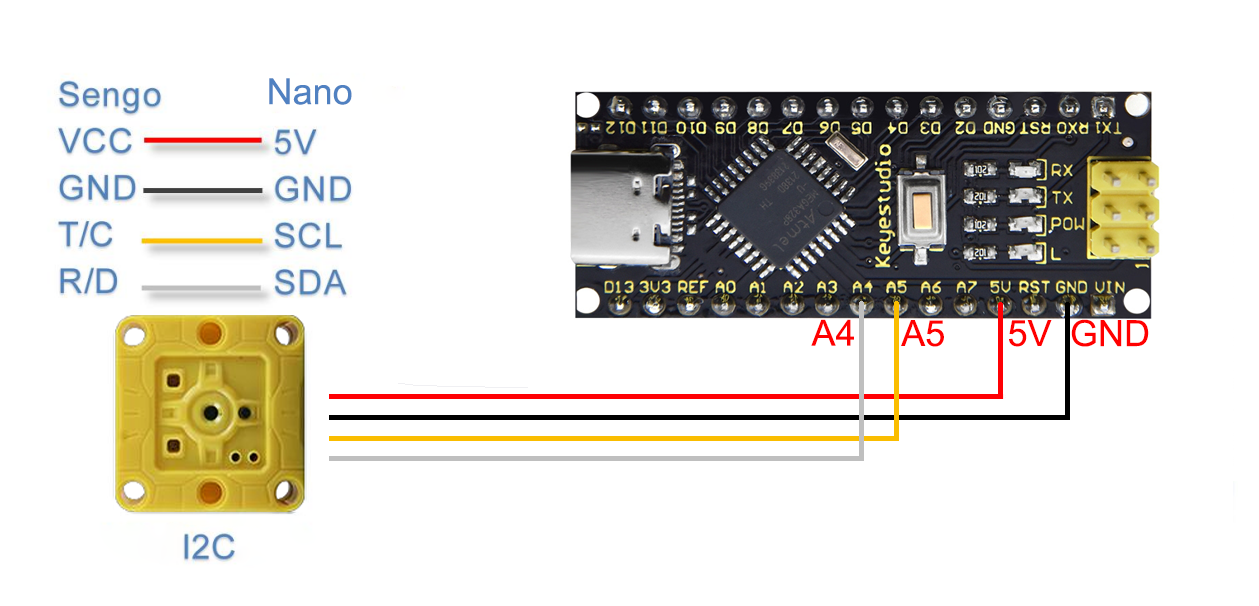 Sengo Nano
VCC 5V
GND GND
T/C SCL
R/D SDA
I2C
D12 D11 D10 D9 D8 D7 D6 D5 D4 D3 D2 GND RST RX0 TX1
RX
TX
POW
L
Keyestudio
Atmel
1
D13 3V3 REF A0 A1 A2 A3 A4 A5 A6 A7 5V RST GND VIN
A4 A5 5V GND